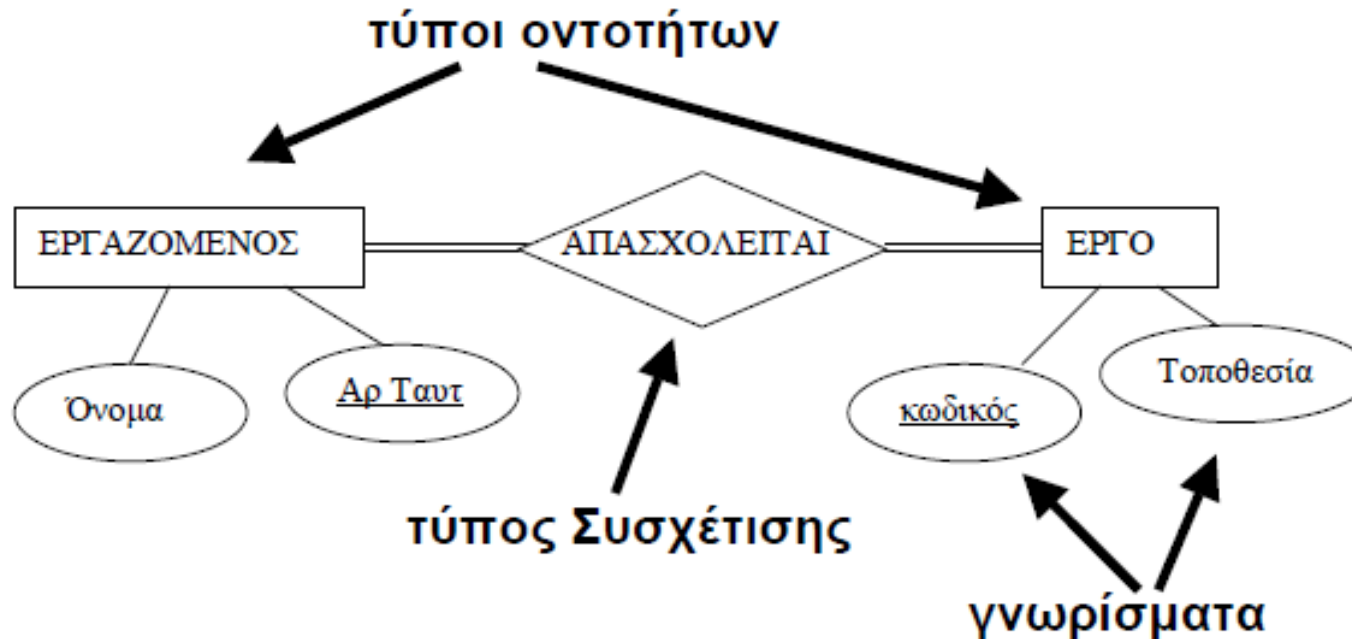 τύποι οντοτήτων
ΕΡΓΑΖΟΜΕΝΟΣ
ΑΠΑΣΧΟΛΕΙΤΑΙ
ΕΡΓΟ
Όνομα
Αρ Ταυτ
κωδικός
Τοποθεσία
τύπος Συσχέτισης
γνωρίσματα